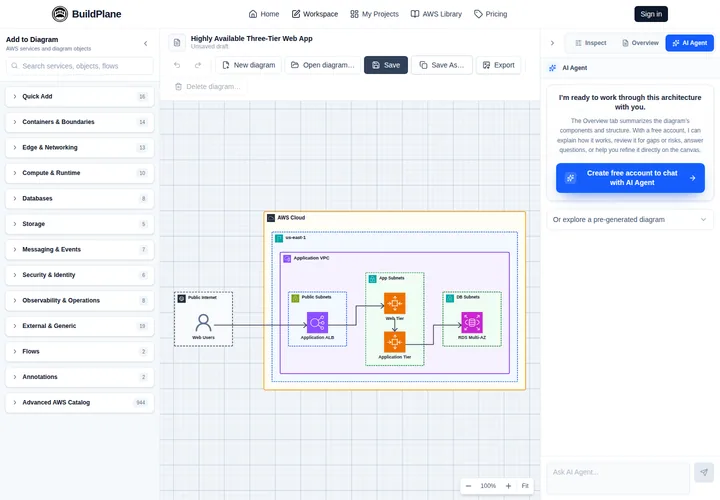 BuildPlane
Home
Workspace
My Projects
AWS Library
Pricing
Sign in
Add to Diagram
AWS services and diagram objects
Search services, objects, flows
Quick Add 16
Containers & Boundaries 14
Edge & Networking 13
Compute & Runtime 10
Databases 8
Storage 5
Messaging & Events 7
Security & Identity 6
Observability & Operations 8
External & Generic 19
Flows 2
Annotations 2
Advanced AWS Catalog 944
Highly Available Three-Tier Web App
Unsaved draft
New diagram
Open diagram…
Save
Save As…
Export
Delete diagram…
AWS Cloud
us-east-1
Application VPC
App Subnets
Public Internet
Public Subnets
DB Subnets
Web Tier
Web Users
Application ALB
RDS Multi-AZ
Application Tier
100%
Fit
Inspect
Overview
AI Agent
AI Agent
I'm ready to work through this architecture
with you.
The Overview tab summarizes the diagram's
components and structure. With a free account, I can
explain how it works, review it for gaps or risks, answer
questions, or help you refine it directly on the canvas.
Create free account to chat
with AI Agent
Or explore a pre-generated diagram
Ask AI Agent...